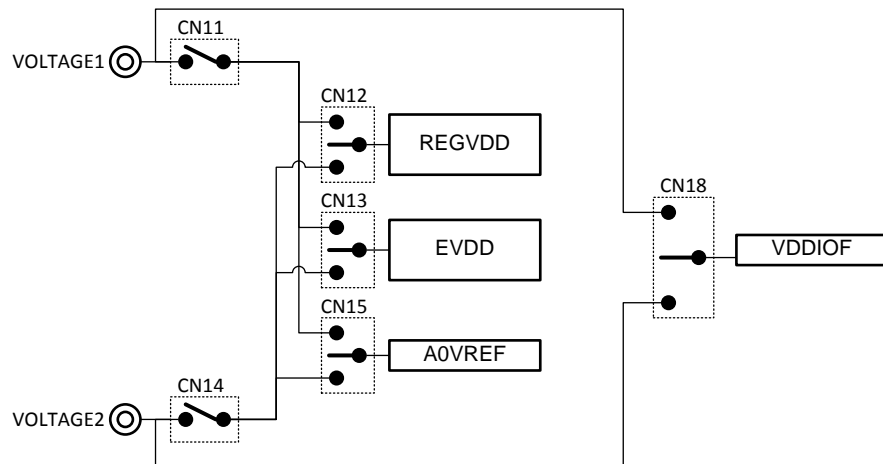 CN11
VOLTAGE1
CN12
REGVDD
CN18
CN13
EVDD
VDDIOF
CN15
A0VREF
CN14
VOLTAGE2